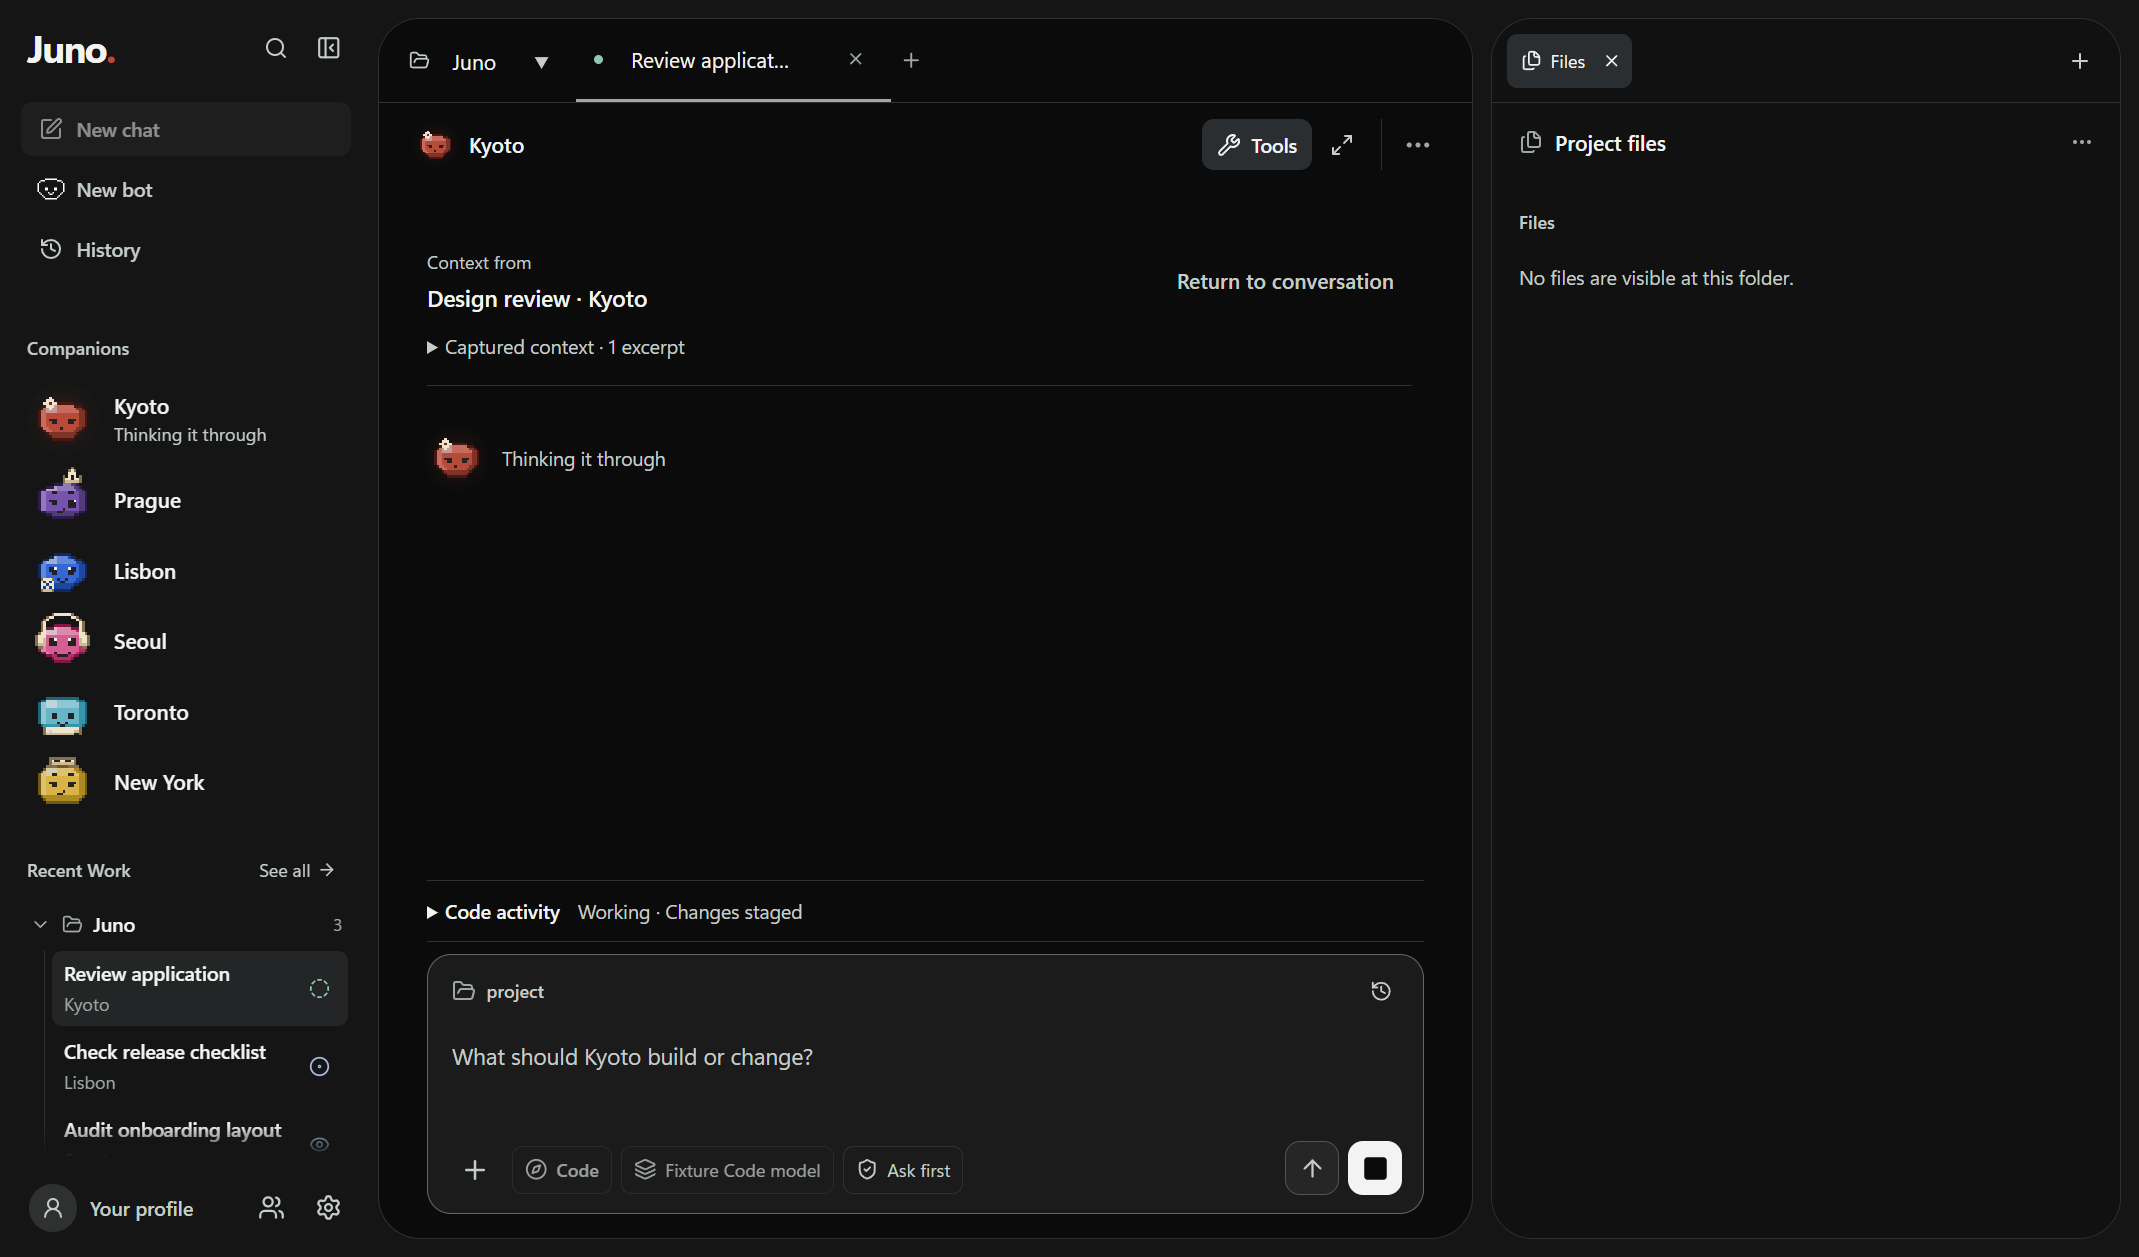 Juno.
New chat
New bot
History
Companions
Kyoto
Thinking it through
Prague
Lisbon
Seoul
Toronto
New York
Recent Work
See all →
Juno
3
Review application
Kyoto
Check release checklist
Lisbon
Audit onboarding layout
Your profile
Juno
Review applicat...
Kyoto
Tools
Context from
Design review · Kyoto
Return to conversation
Captured context · 1 excerpt
Thinking it through
Code activity Working · Changes staged
project
What should Kyoto build or change?
Code
Fixture Code model
Ask first
Files
Project files
Files
No files are visible at this folder.